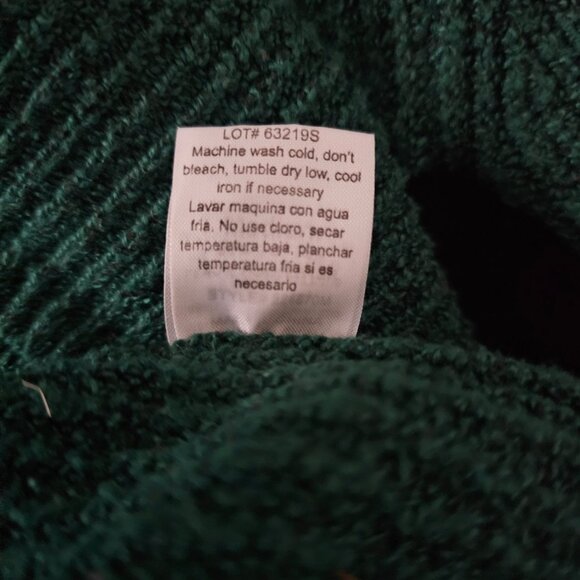 LOT# 63219S
Machine wash cold, don't
bleach, tumble dry low, cool
iron if necessary
Lavar maquina con agua
fria. No use cloro, secar
temperatura baja, planchar
temperatura fria si es
necesario